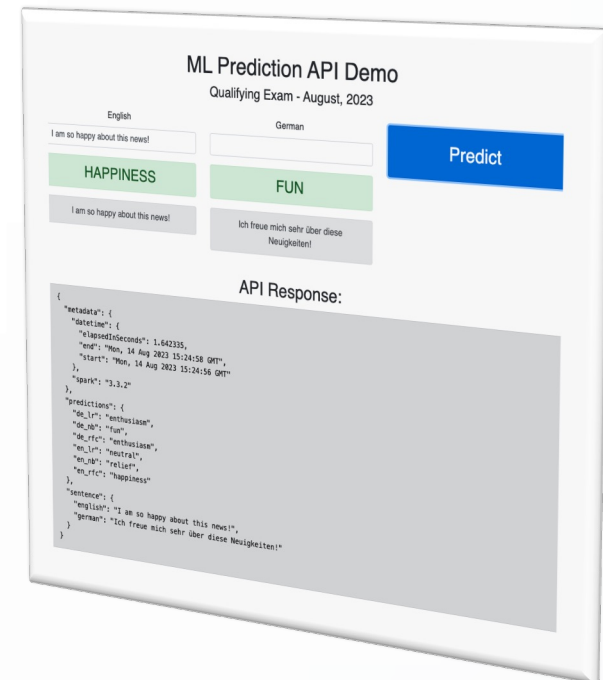 ML Prediction API Demo
Qualifying Exam - August, 2023
English
I am so happy about this news!
HAPPINESS
I am so happy about this news!
German
FUN
Ich freue mich sehr über diese
Neuigkeiten!
Predict
API Response:
{
  "metadata": {
    "datetime": {
      "elapsedInSeconds": 1.642335,
      "end": "Mon, 14 Aug 2023 15:24:58 GMT",
      "start": "Mon, 14 Aug 2023 15:24:56 GMT"
    },
    "spark": "3.3.2"
  },
  "predictions": {
    "de_lr": "enthusiasm",
    "de_nb": "fun",
    "de_rfc": "enthusiasm",
    "en_lr": "neutral",
    "en_nb": "relief",
    "en_rfc": "happiness"
  },
  "sentence": {
    "english": "I am so happy about this news!",
    "german": "Ich freue mich sehr über diese Neuigkeiten!"
  }
}